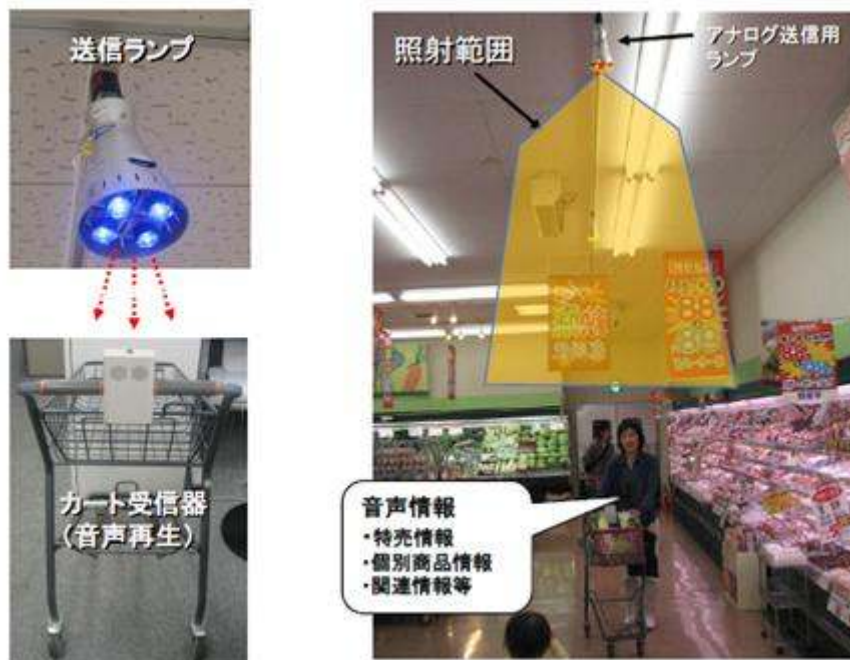 送信ランプ
カート受信器
(音声再生)
照射範囲
アナログ送信用
ランプ
音声情報
・特売情報
・個別商品情報
・関連情報等